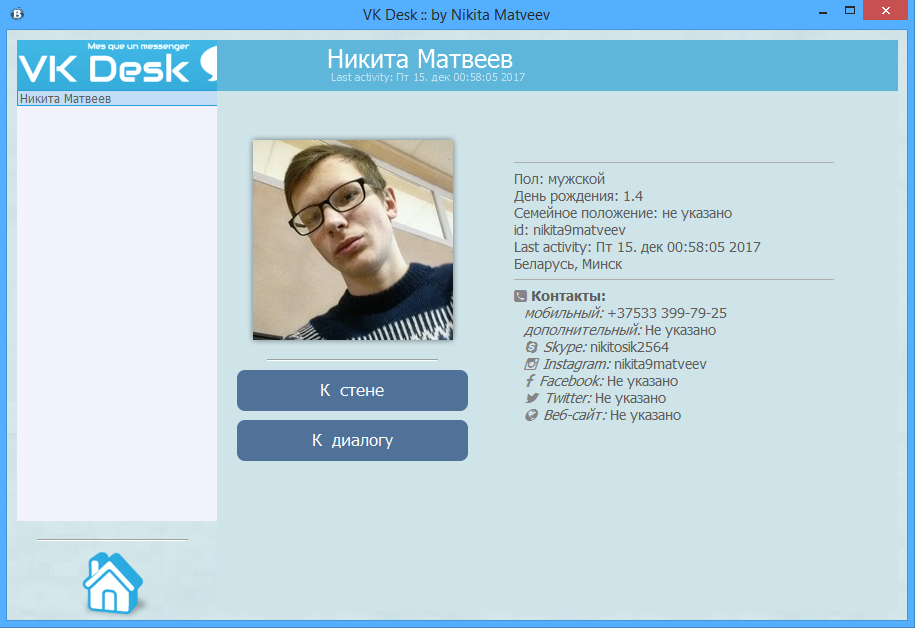 VK Desk :: by Nikita Matveev
Mes que un messenger
VK Desk
Никита Матвеев
Last activity: Пт 15. дек 00:58:05 2017
Никита Матвеев
Пол: мужской
День рождения: 1.4
Семейное положение: не указано
id: nikita9matveev
Last activity: Пт 15. дек 00:58:05 2017
Беларусь, Минск
Контакты:
мобильный: +37533 399-79-25
дополнительный: Не указано
Skype: nikitosik2564
Instagram: nikita9matveev
Facebook: Не указано
Twitter: Не указано
Веб-сайт: Не указано
К стене
К диалогу